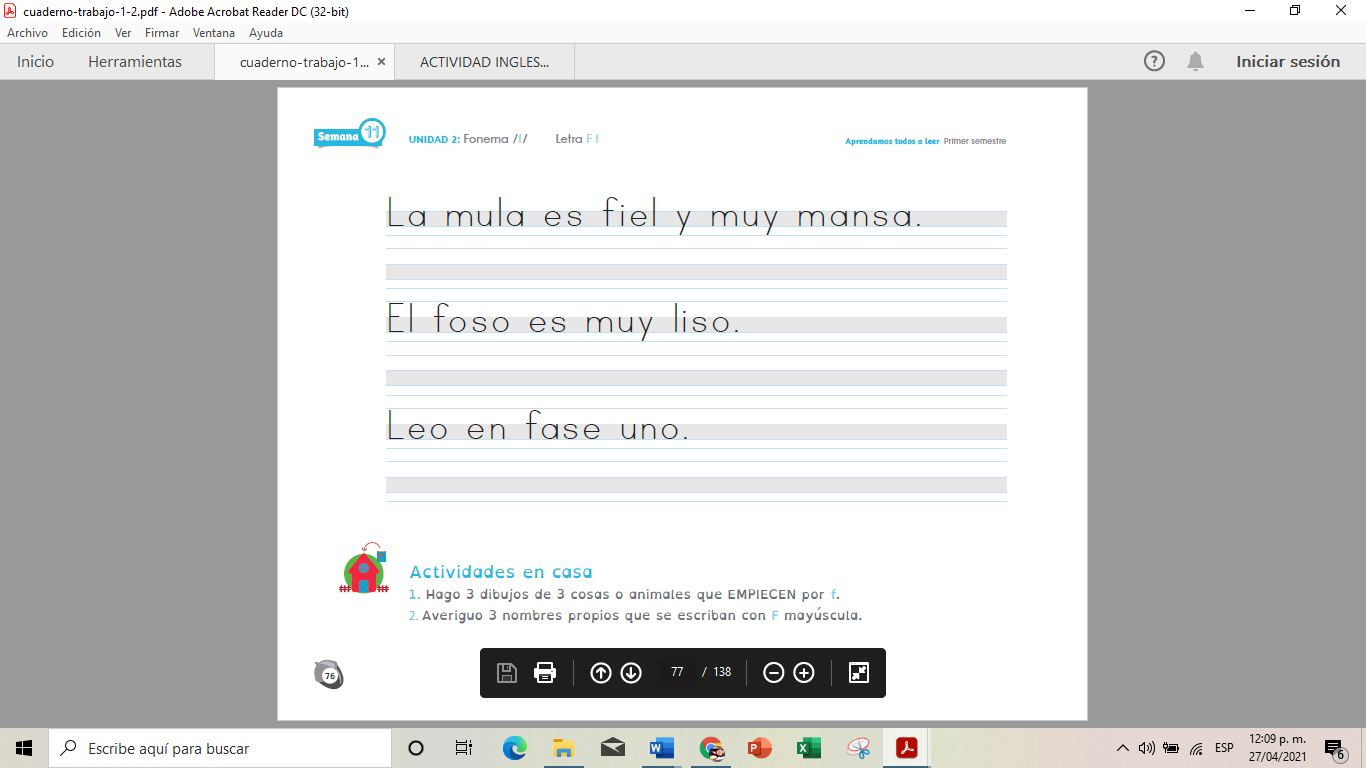 cuaderno-trabajo-1-2.pdf - Adobe Acrobat Reader DC (32-bit)
Archivo Edición Ver Firmar Ventana Ayuda
Inicio Herramientas cuaderno-trabajo-1... × ACTIVIDAD INGLES... ? Iniciar sesión
Semana 11 UNIDAD 2: Fonema /f/ Letra F f Aprendamos todos a leer Primer semestre
La mula es fiel y muy mansa.
El foso es muy liso.
Leo en fase uno.
Actividades en casa
1. Hago 3 dibujos de 3 cosas o animales que EMPIECEN por f.
2. Averiguo 3 nombres propios que se escriban con F mayúscula.
76
77 / 138
Escribe aquí para buscar
ESP
12:09 p. m.
27/04/2021
6